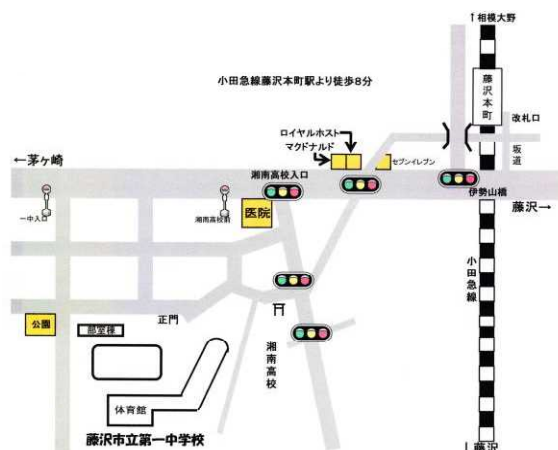 ↑相模大野
小田急線藤沢本町駅より徒歩8分
藤沢本町
改札口
坂道
ロイヤルホスト
マクドナルド
セブンイレブン
←茅ヶ崎
湘南高校入口
伊勢山橋
藤沢→
一中入口
湘南高校前
医院
小田急線
公園
部室棟
正門
湘南高校
体育館
藤沢市立第一中学校
↓藤沢